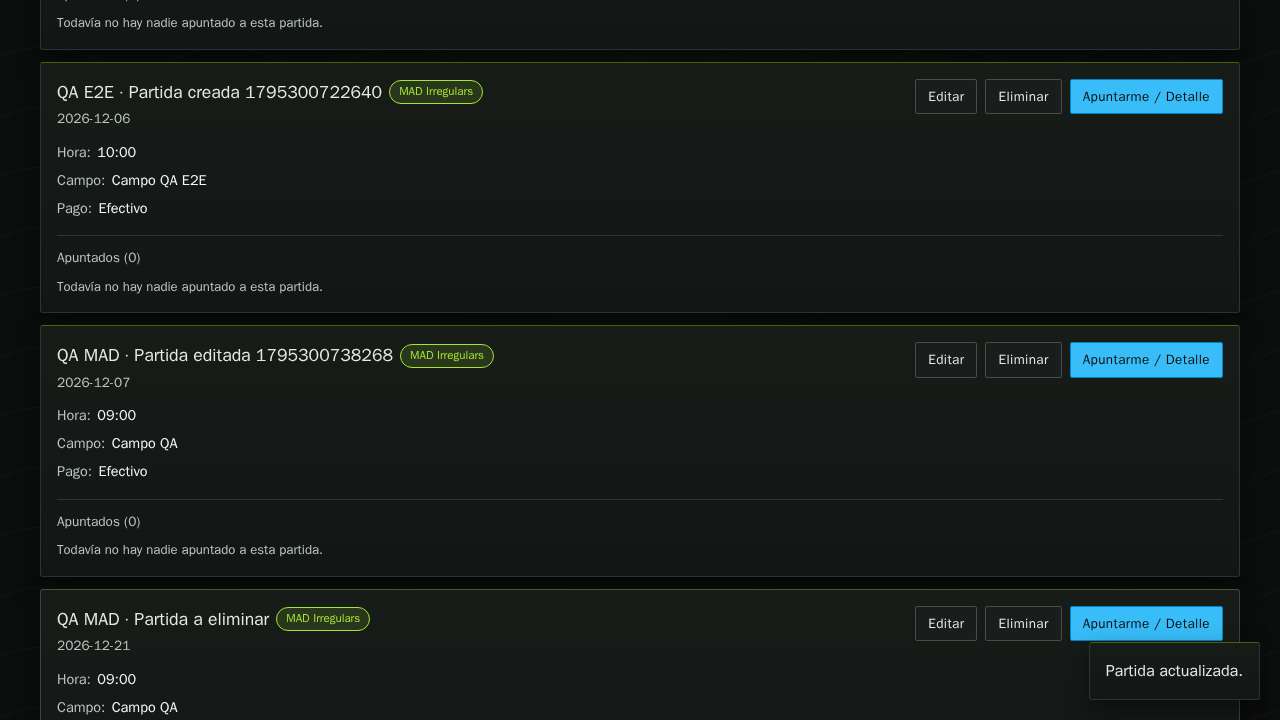 Todavía no hay nadie apuntado a esta partida.
QA E2E · Partida creada 1795300722640 MAD Irregulars
Editar Eliminar Apuntarme / Detalle
2026-12-06
Hora: 10:00
Campo: Campo QA E2E
Pago: Efectivo
Apuntados (0)
Todavía no hay nadie apuntado a esta partida.
QA MAD · Partida editada 1795300738268 MAD Irregulars
Editar Eliminar Apuntarme / Detalle
2026-12-07
Hora: 09:00
Campo: Campo QA
Pago: Efectivo
Apuntados (0)
Todavía no hay nadie apuntado a esta partida.
QA MAD · Partida a eliminar MAD Irregulars
Editar Eliminar Apuntarme / Detalle
2026-12-21
Hora: 09:00
Campo: Campo QA
Partida actualizada.